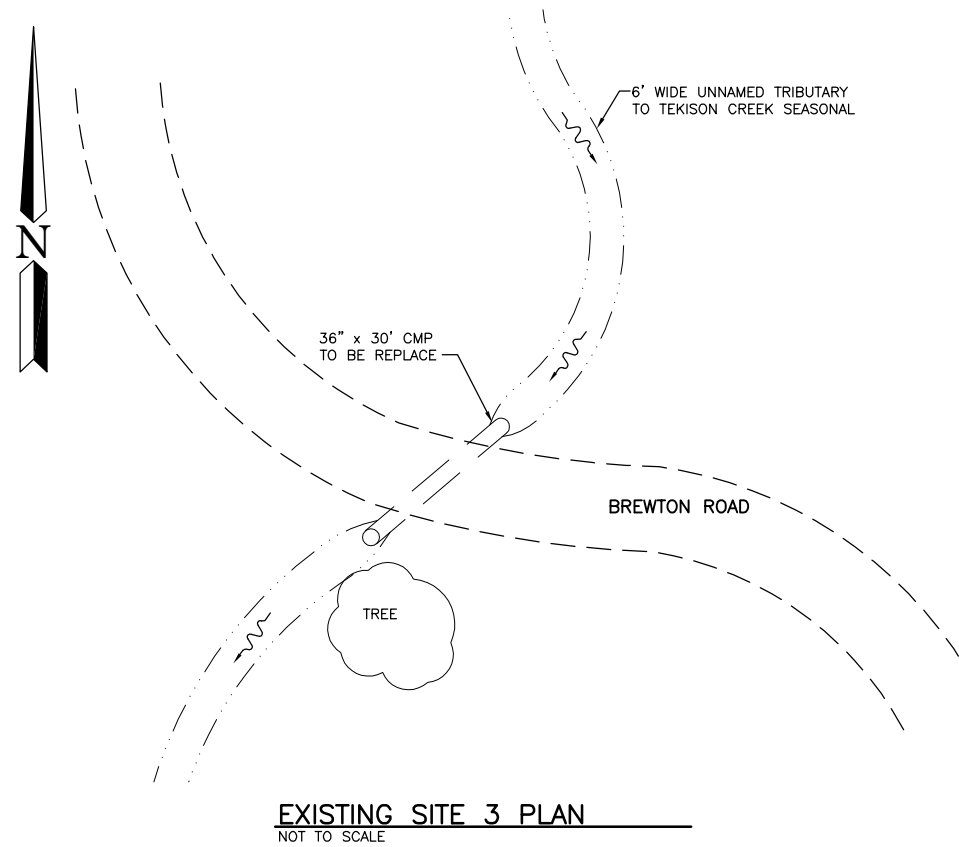 6' WIDE UNNAMED TRIBUTARY
TO TEKISON CREEK SEASONAL
N
36" x 30' CMP
TO BE REPLACE
BREWTON ROAD
TREE
EXISTING SITE 3 PLAN
NOT TO SCALE